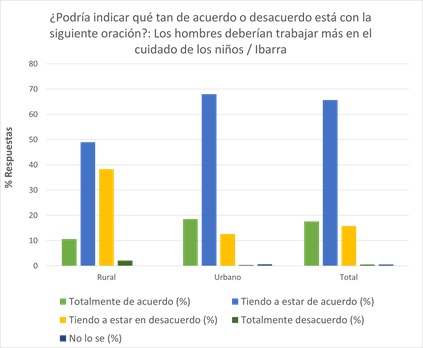 ¿Podría indicar qué tan de acuerdo o desacuerdo está con la
siguiente oración?: Los hombres deberían trabajar más en el
cuidado de los niños / Ibarra
80
70
60
50
40
30
20
10
0
% Respuestas
Rural
Urbano
Total
Totalmente de acuerdo (%)
Tiendo a estar de acuerdo (%)
Tiendo a estar en desacuerdo (%)
Totalmente desacuerdo (%)
No lo se (%)